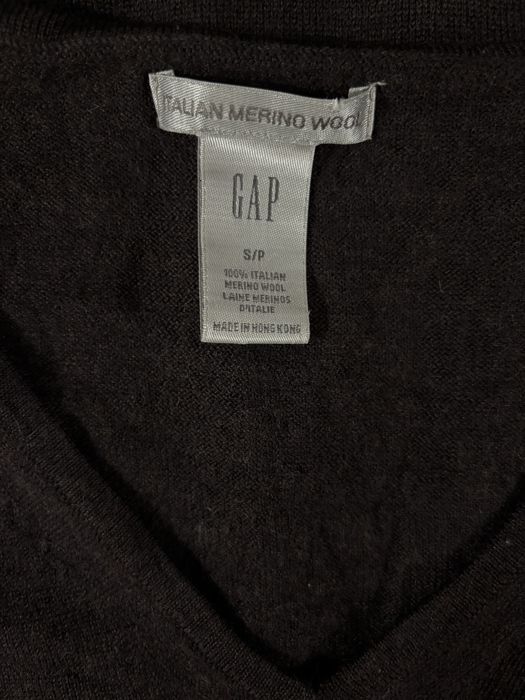 ITALIAN MERINO WOOL
GAP
S/P
100% ITALIAN
MERINO WOOL
LAINE MERINOS
D'ITALIE
MADE IN HONG KONG